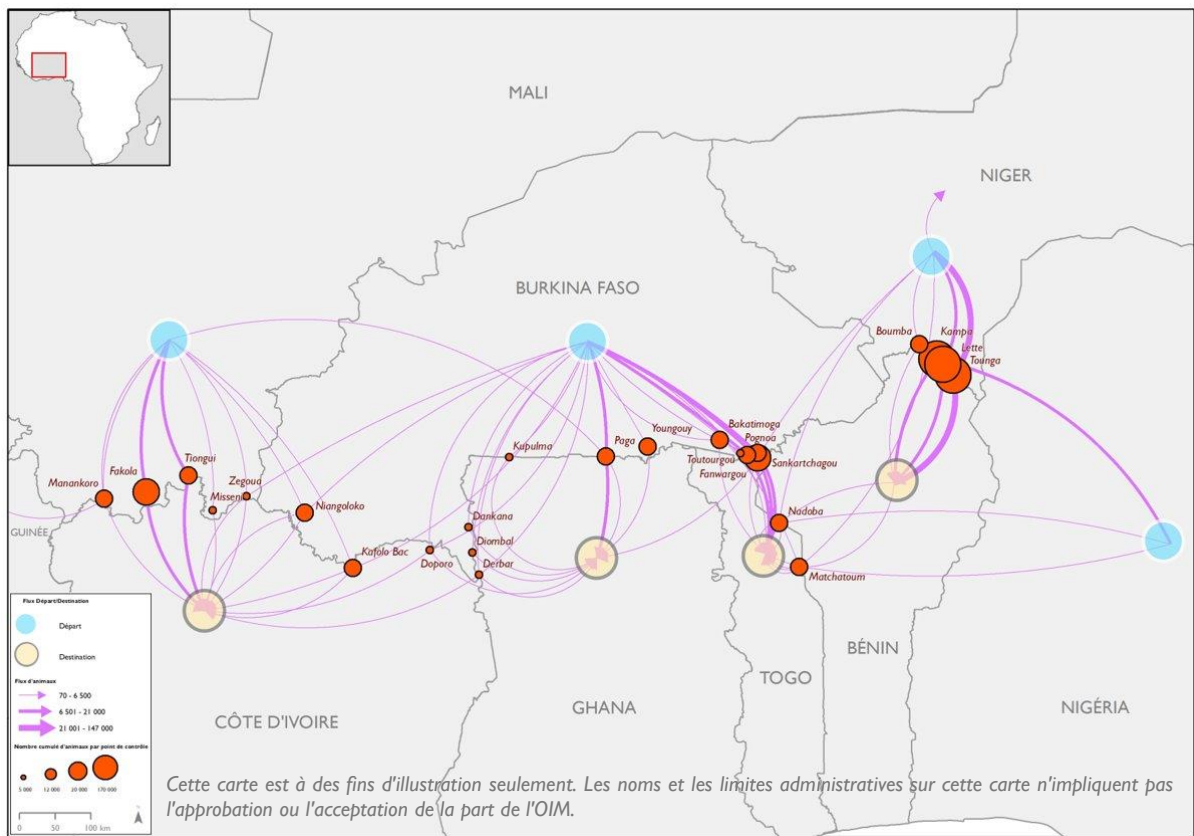 MALI
NIGER
BURKINA FASO
Boumba
Kampa
Lette
Tounga
Bakatimoga
Youngouy
Pognoa
Paga
Kupulma
Toutourgou
Sankartchagou
Fanwargou
Tiongui
Fakola
Zegoua
Manankoro
Misseni
Niangoloko
GUINÉE
Dankana
Nadoba
Diombal
Kafolo Bac
Doporo
Derbar
Matchatoum
BÉNIN
TOGO
CÔTE D'IVOIRE
GHANA
NIGÉRIA
Flux Départ/Destination
Départ
Destination
Flux d'animaux
70 - 6 500
6 501 - 21 000
21 001 - 147 000
Nombre cumulé d'animaux par point de contrôle
5 000 12 000 20 000 170 000
0 50 100 km
N
Cette carte est à des fins d'illustration seulement. Les noms et les limites administratives sur cette carte n'impliquent pas
l'approbation ou l'acceptation de la part de l'OIM.